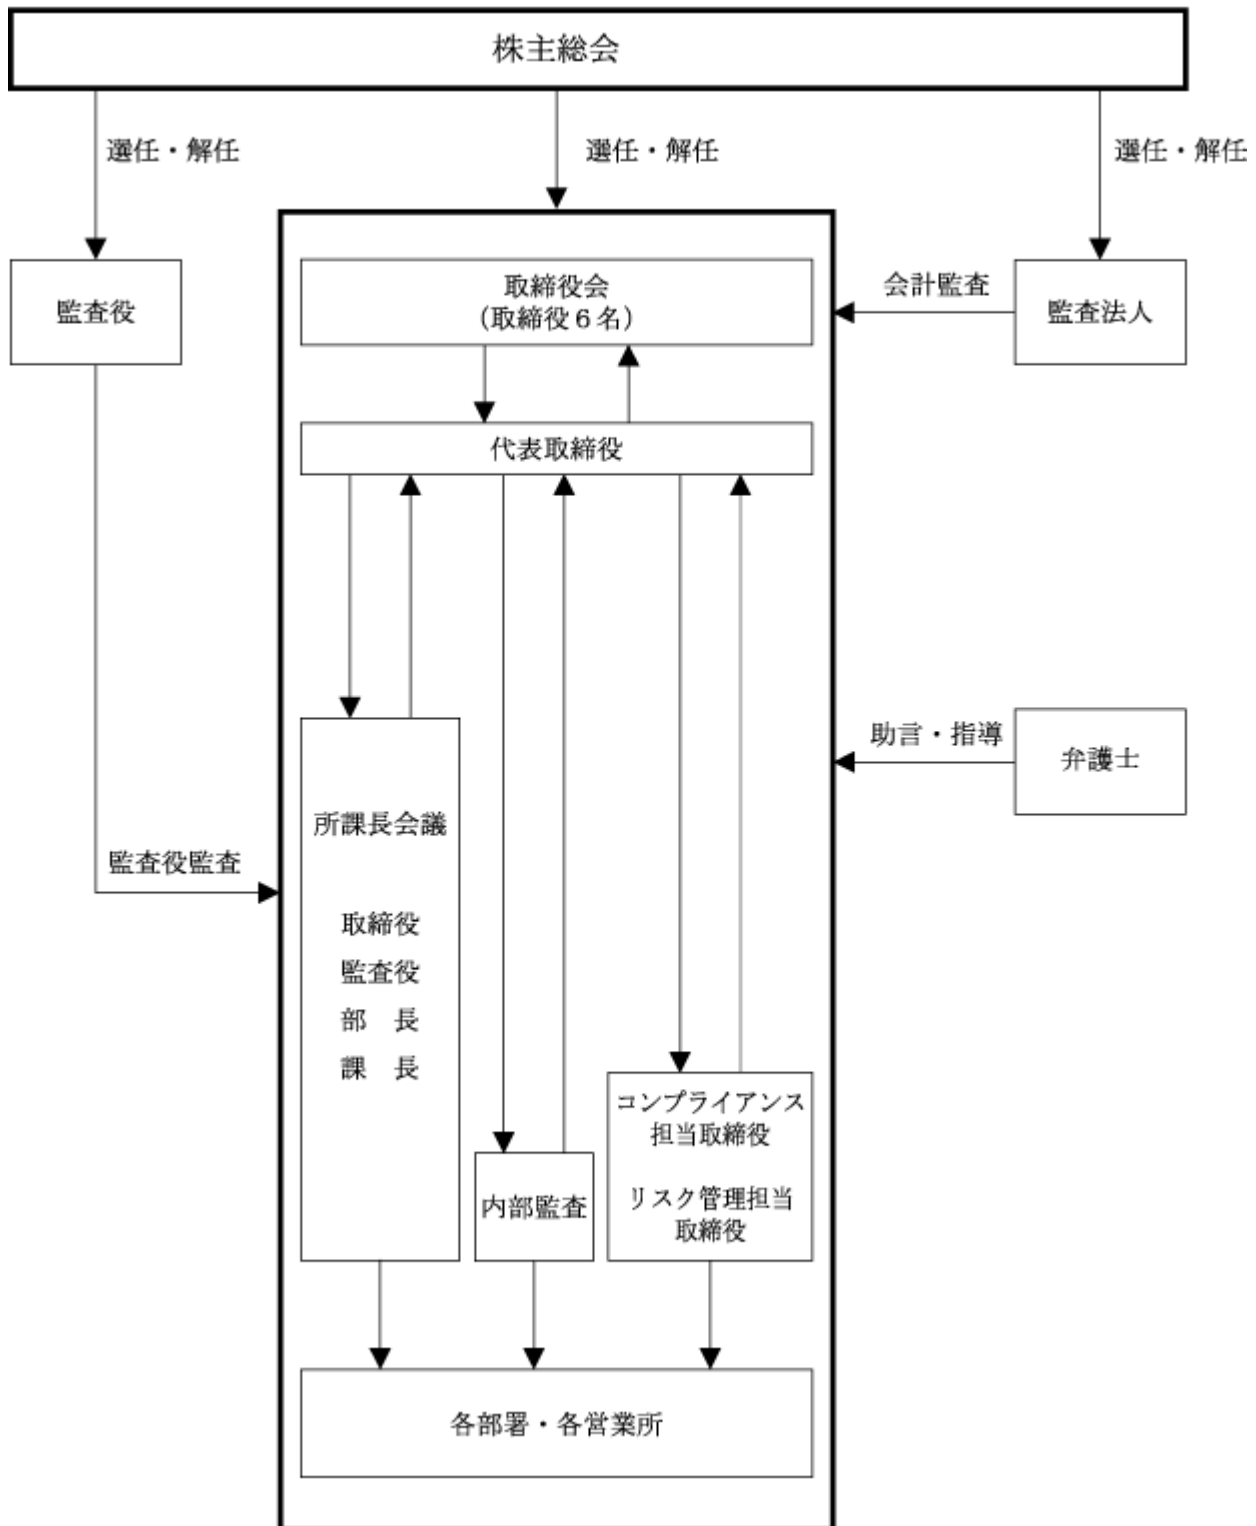 株主総会
選任・解任
選任・解任
選任・解任
監査役
取締役会
（取締役６名）
会計監査
監査法人
代表取締役
助言・指導
弁護士
所課長会議
監査役監査
取締役
監査役
部　長
課　長
コンプライアンス
担当取締役
内部監査
リスク管理担当
取締役
各部署・各営業所